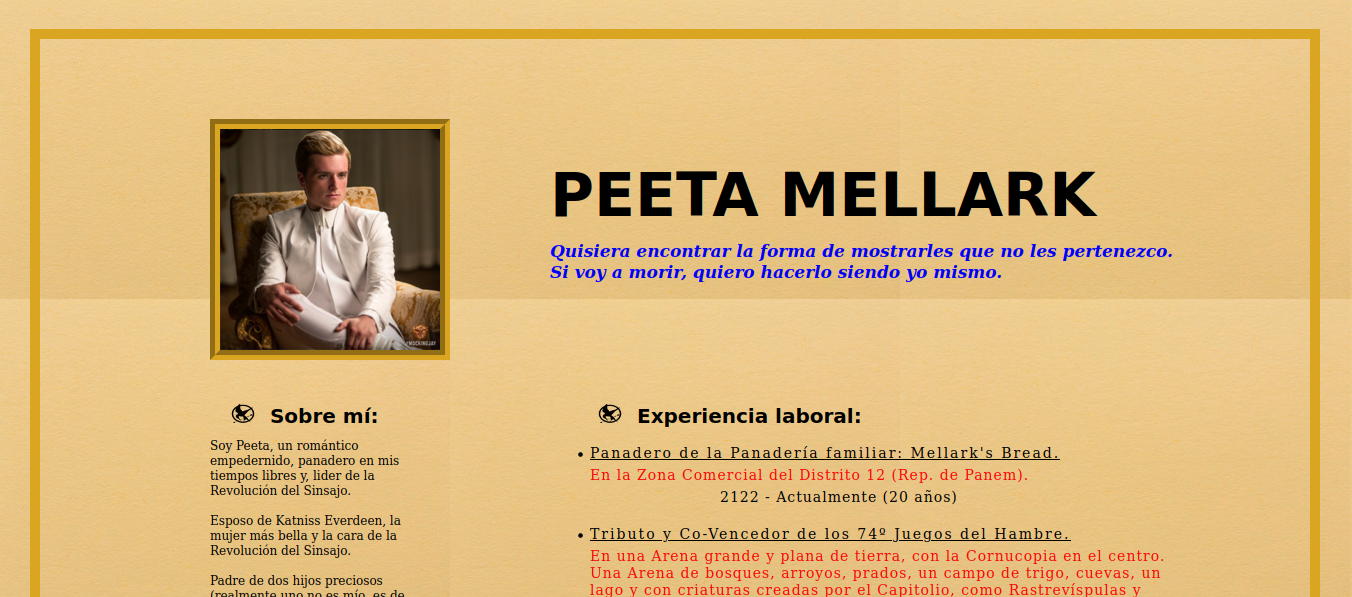 PEETA MELLARK
Quisiera encontrar la forma de mostrarles que no les pertenezco.
Si voy a morir, quiero hacerlo siendo yo mismo.
#MOCKINGJAY
Sobre mí:
Soy Peeta, un romántico
empedernido, panadero en mis
tiempos libres y, lider de la
Revolución del Sinsajo.
Esposo de Katniss Everdeen, la
mujer más bella y la cara de la
Revolución del Sinsajo.
Padre de dos hijos preciosos
(realmente uno no es mío, es de
Experiencia laboral:
• Panadero de la Panadería familiar: Mellark's Bread.
En la Zona Comercial del Distrito 12 (Rep. de Panem).
2122 - Actualmente (20 años)
• Tributo y Co-Vencedor de los 74º Juegos del Hambre.
En una Arena grande y plana de tierra, con la Cornucopia en el centro.
Una Arena de bosques, arroyos, prados, un campo de trigo, cuevas, un
lago y con criaturas creadas por el Capitolio, como Rastrevíspulas y